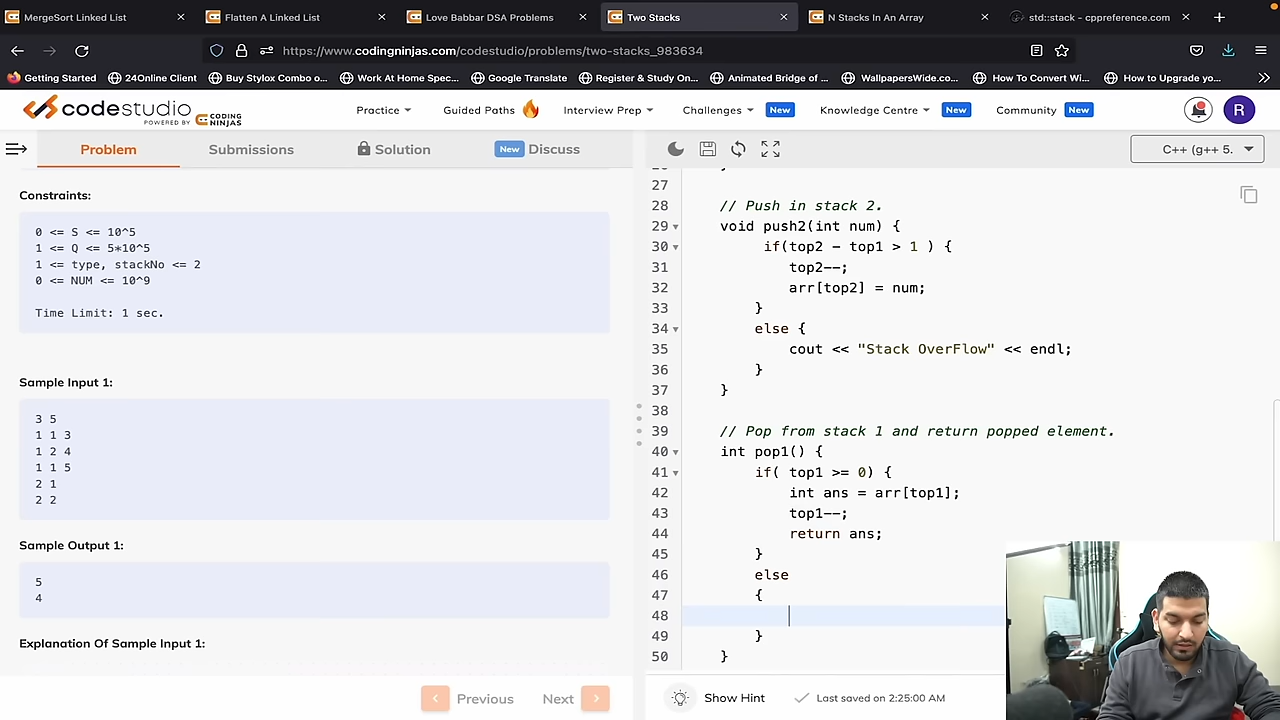 MergeSort Linked List
Flatten A Linked List
Love Babbar DSA Problems
Two Stacks
N Stacks In An Array
std::stack - cppreference.com
https://www.codingninjas.com/codestudio/problems/two-stacks_983634
Getting Started
24Online Client
Buy Stylox Combo o...
Work At Home Spec...
Google Translate
Register & Study On...
Animated Bridge of ...
WallpapersWide.co...
How To Convert Wi...
How to Upgrade yo...
codestudio
POWERED BY CODING NINJAS
Practice
Guided Paths
Interview Prep
Challenges New
Knowledge Centre New
Community New
R
Problem
Submissions
Solution
New Discuss
C++ (g++ 5.
Constraints:
0 <= S <= 10^5
1 <= Q <= 5*10^5
1 <= type, stackNo <= 2
0 <= NUM <= 10^9
Time Limit: 1 sec.
Sample Input 1:
3 5
1 1 3
1 2 4
1 1 5
2 1
2 2
Sample Output 1:
5
4
Explanation Of Sample Input 1:
Previous
Next
27
28 // Push in stack 2.
29 void push2(int num) {
30 if(top2 - top1 > 1 ) {
31 top2--;
32 arr[top2] = num;
33 }
34 else {
35 cout << "Stack OverFlow" << endl;
36 }
37 }
38
39 // Pop from stack 1 and return popped element.
40 int pop1() {
41 if( top1 >= 0) {
42 int ans = arr[top1];
43 top1--;
44 return ans;
45 }
46 else
47 {
48
49 }
50 }
Show Hint
Last saved on 2:25:00 AM